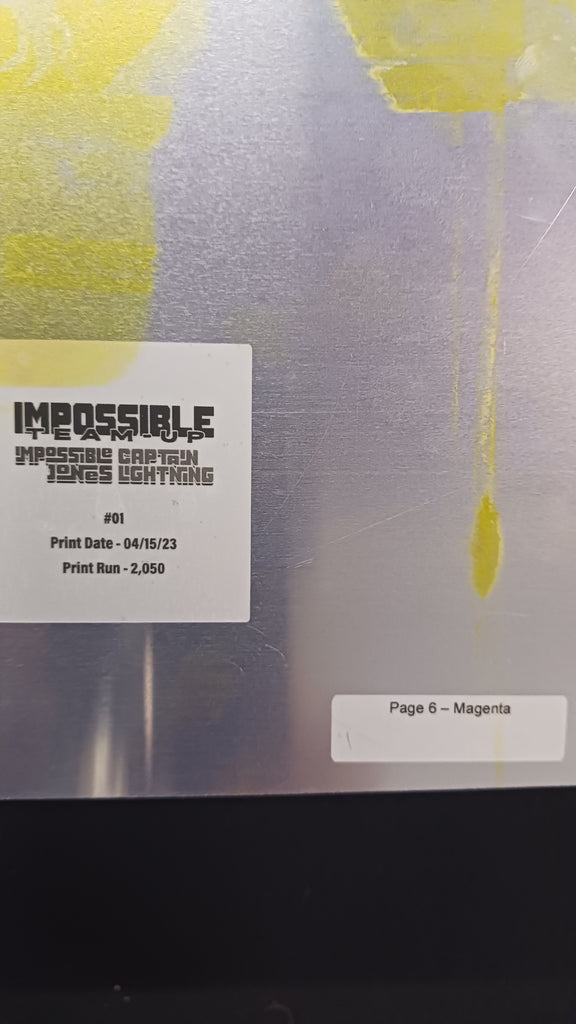 IMPOSSIBLE
TEAM-UP
IMPOSSIBLE CAPTAIN
JONES LIGHTNING
#01
Print Date - 04/15/23
Print Run - 2,050
Page 6 – Magenta